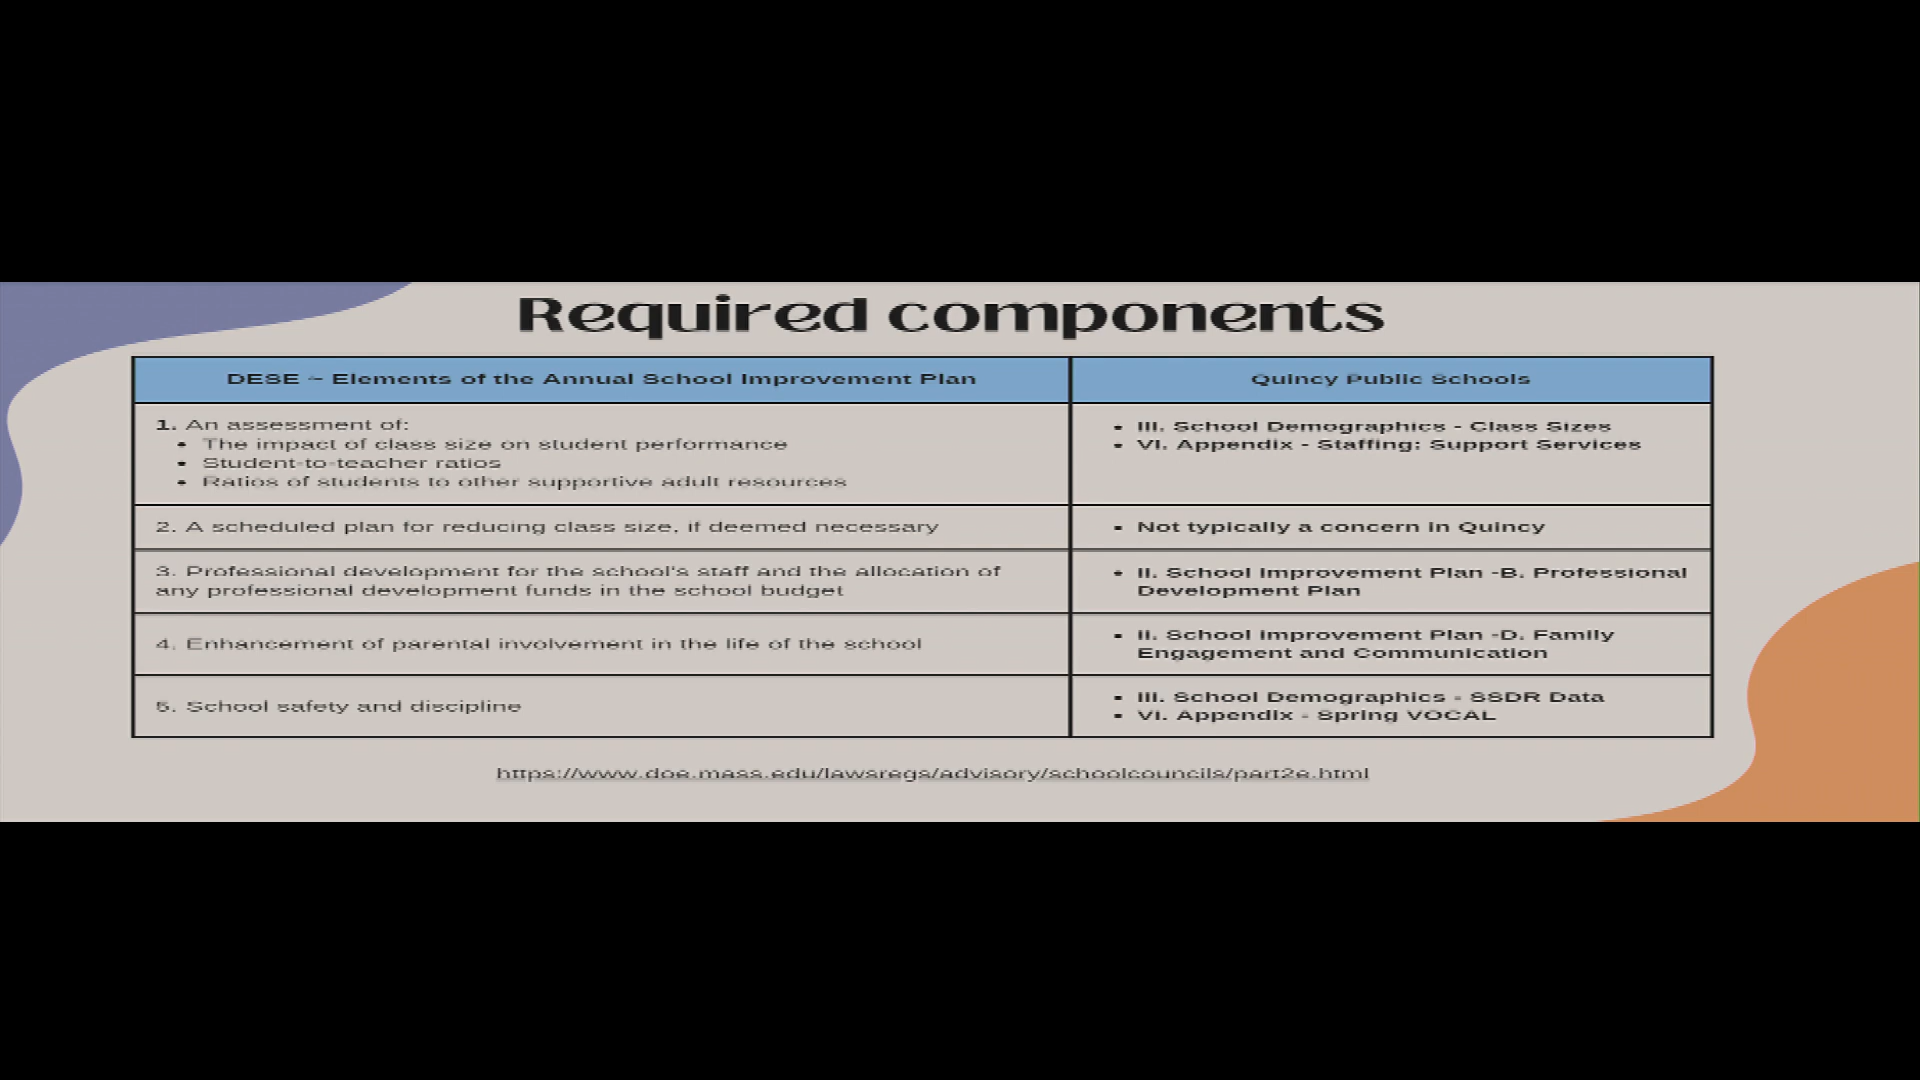 Required components
DESE ~ Elements of the Annual School Improvement Plan
Quincy Public Schools
1. An assessment of:
• The impact of class size on student performance
• Student-to-teacher ratios
• Ratios of students to other supportive adult resources
• III. School Demographics - Class Sizes
• VI. Appendix - Staffing: Support Services
2. A scheduled plan for reducing class size, if deemed necessary
• Not typically a concern in Quincy
3. Professional development for the school's staff and the allocation of
any professional development funds in the school budget
• II. School Improvement Plan -B. Professional
Development Plan
4. Enhancement of parental involvement in the life of the school
• II. School Improvement Plan -D. Family
Engagement and Communication
5. School safety and discipline
• III. School Demographics - SSDR Data
• VI. Appendix - Spring VOCAL
https://www.doe.mass.edu/lawsregs/advisory/schoolcouncils/part2e.html